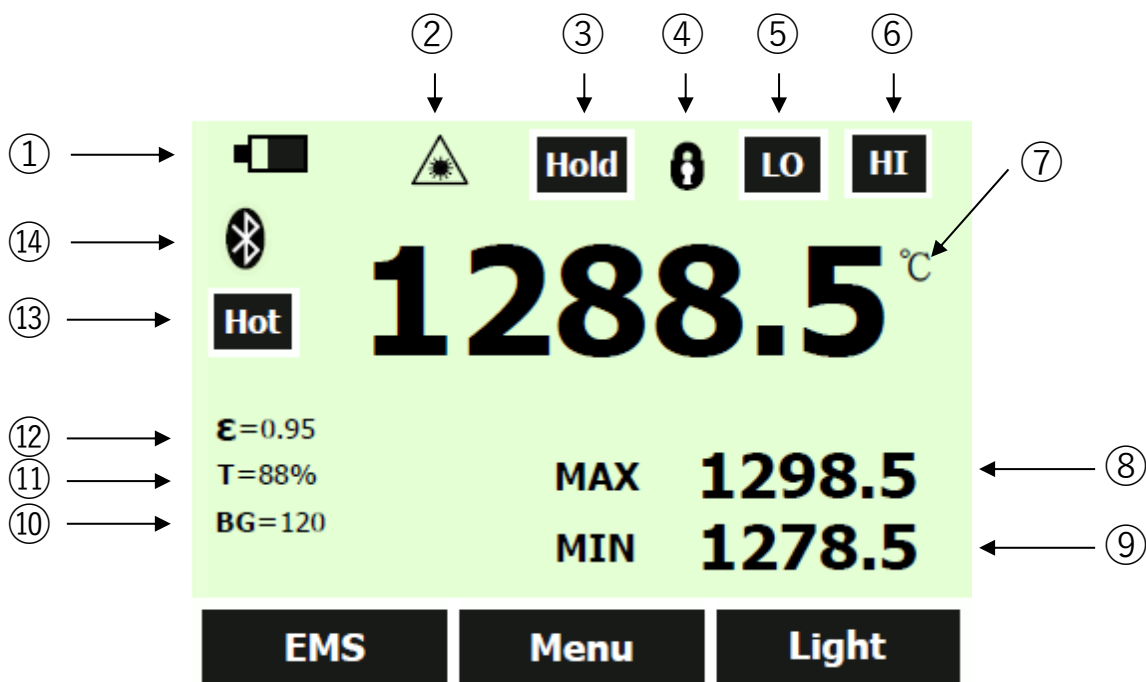 ② ③ ④ ⑤ ⑥
① Hold LO HI ⑦
⑭ 1288.5 ℃
⑬ Hot
⑫ ε=0.95
⑪ T=88% MAX 1298.5 ⑧
⑩ BG=120
MIN 1278.5 ⑨
EMS Menu Light